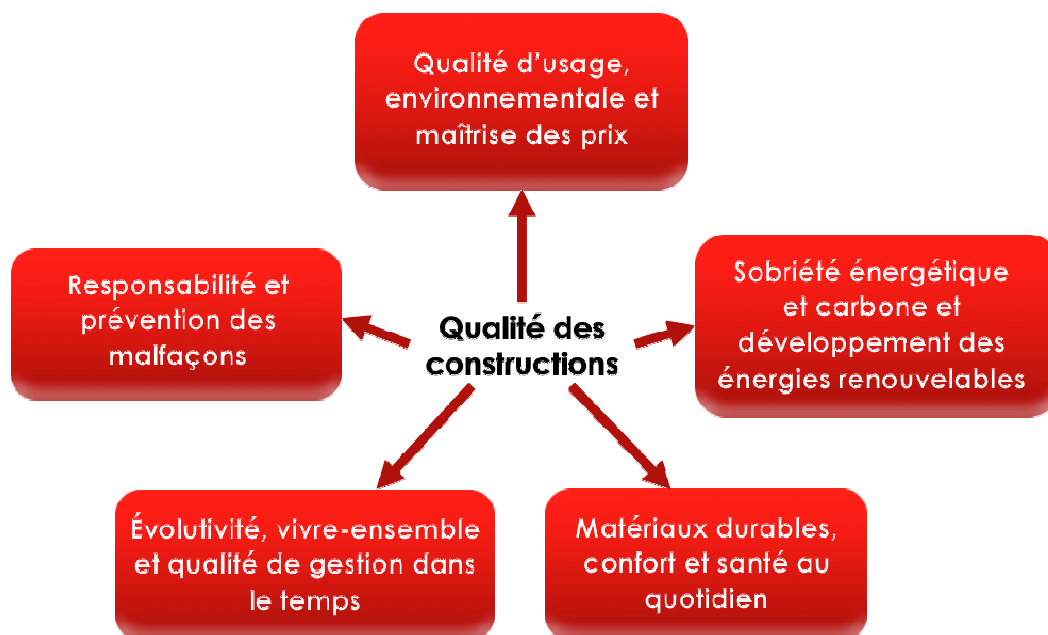 Qualité d'usage,
environnementale et
maîtrise des prix
Responsabilité et
prévention des
malfaçons
Qualité des
constructions
Sobriété énergétique
et carbone et
développement des
énergies renouvelables
Évolutivité, vivre-ensemble
et qualité de gestion dans
le temps
Matériaux durables,
confort et santé au
quotidien